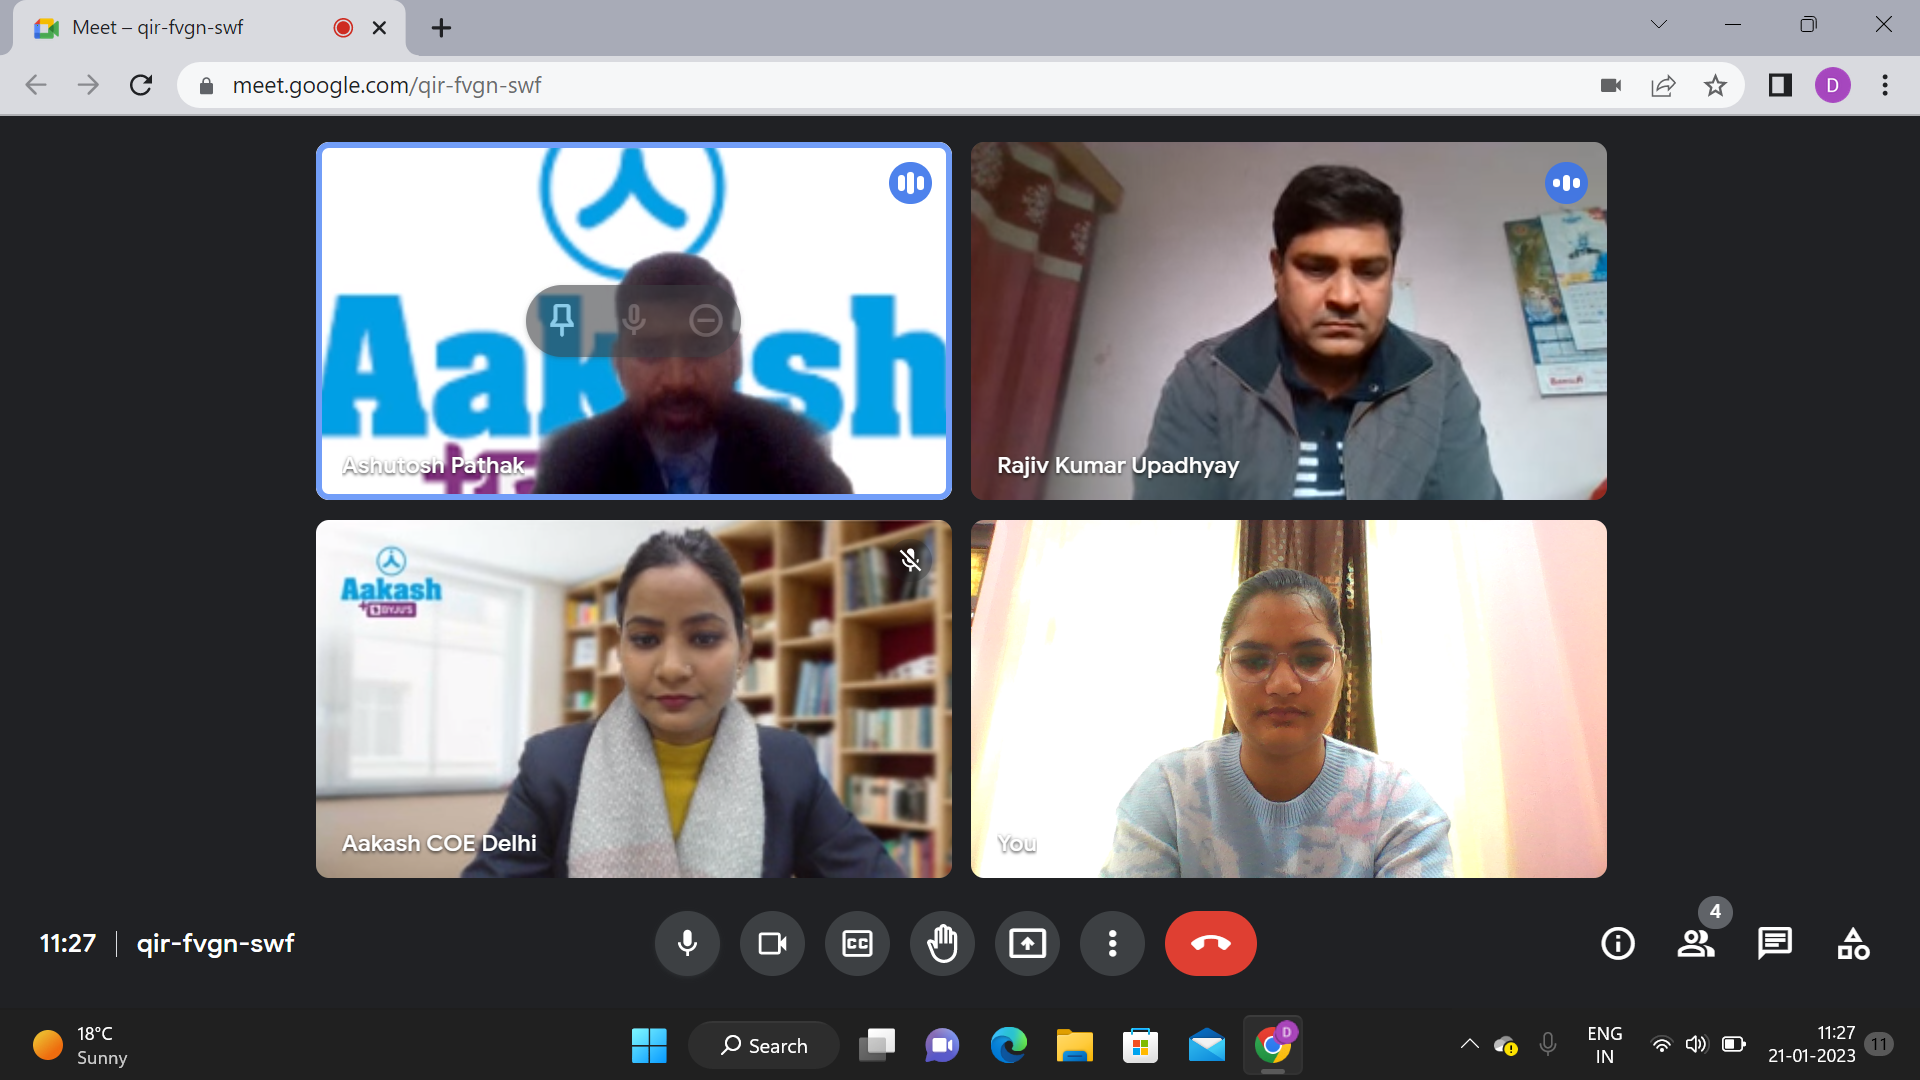 Meet – qir-fvgn-swf
meet.google.com/qir-fvgn-swf
D
Aakash
Ashutosh Pathak
Rajiv Kumar Upadhyay
Aakash
BYJU'S
Aakash COE Delhi
You
11:27
qir-fvgn-swf
CC
4
18°C
Sunny
Search
D
ENG
IN
11:27
21-01-2023
11